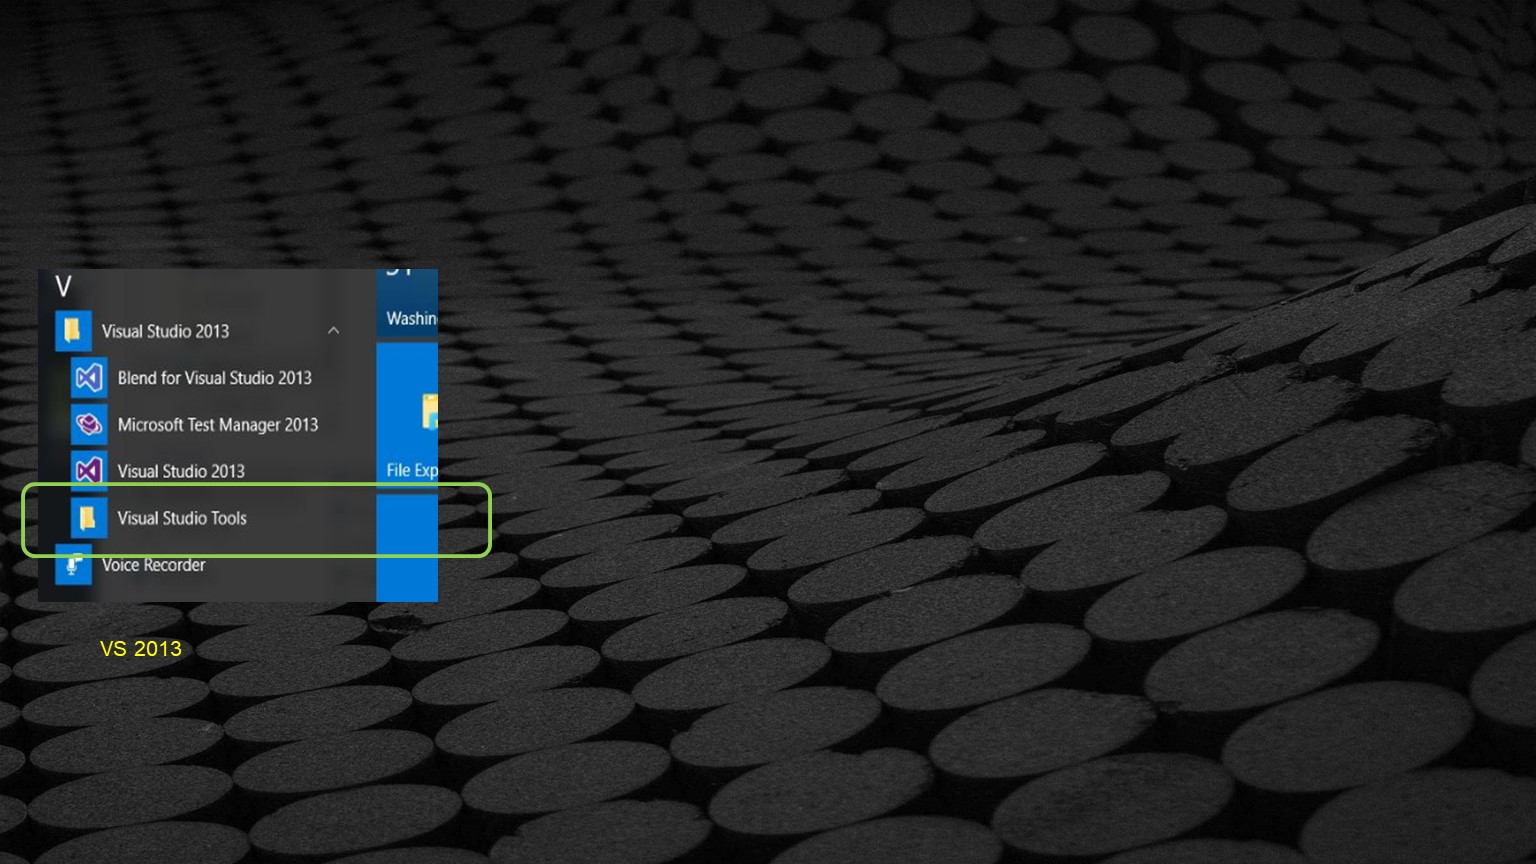 V
Visual Studio 2013
Blend for Visual Studio 2013
Microsoft Test Manager 2013
Visual Studio 2013
Visual Studio Tools
Voice Recorder
Washin
File Exp
VS 2013